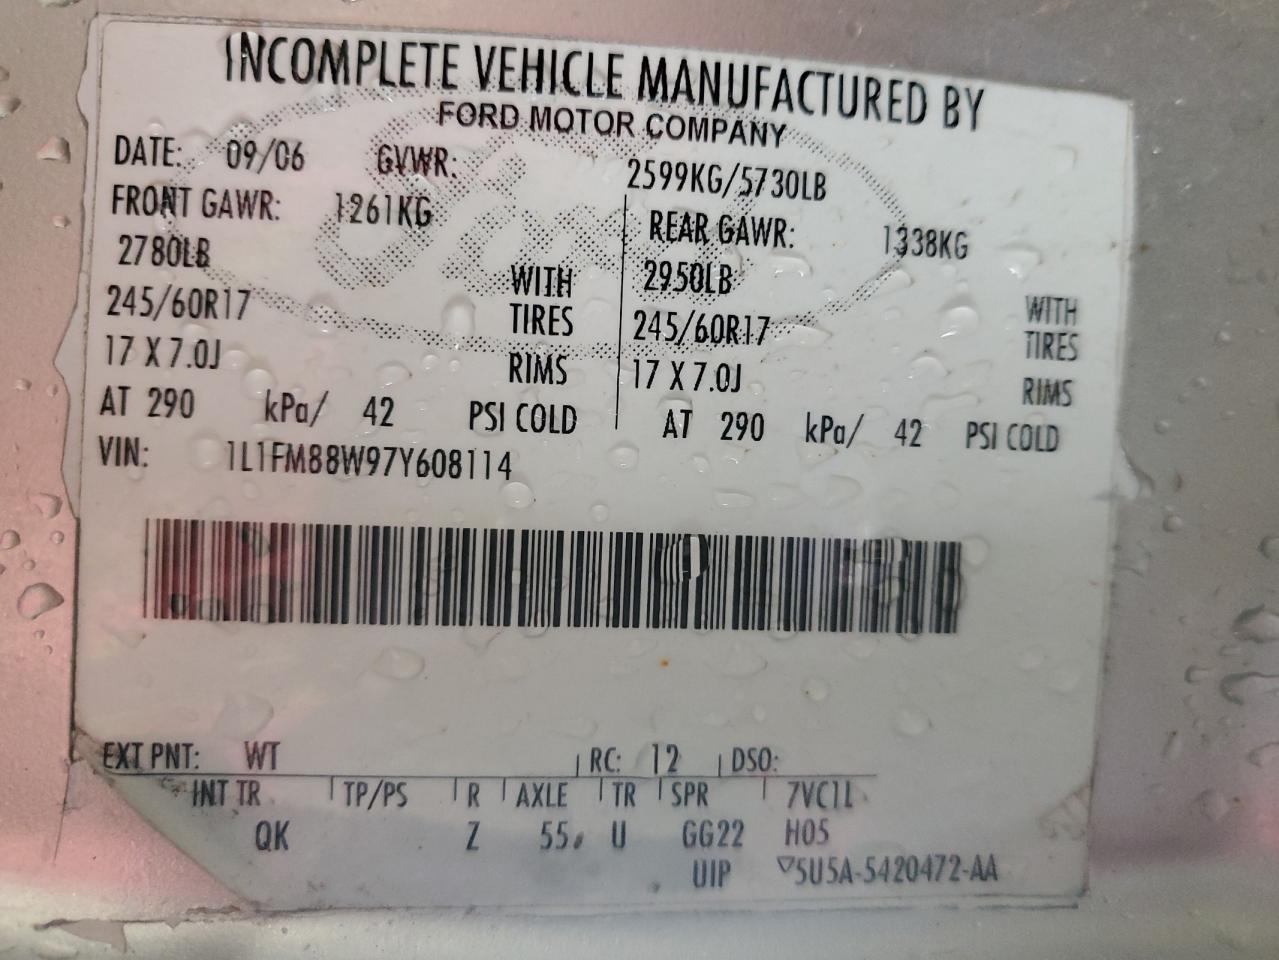 INCOMPLETE VEHICLE MANUFACTURED BY
FORD MOTOR COMPANY
DATE: 09/06 GVWR: 2599KG/5730LB
FRONT GAWR: 1261KG REAR GAWR: 1338KG
2780LB WITH 2950LB WITH
245/60R17 TIRES 245/60R17 TIRES
17 X 7.0J RIMS 17 X 7.0J RIMS
AT 290 kPa/ 42 PSI COLD AT 290 kPa/ 42 PSI COLD
VIN: 1L1FM88W97Y608114
EXT PNT: WT RC: 12 DSO:
INT TR TP/PS R AXLE TR SPR 7VC1L
QK Z 55 U GG22 H05
UIP ▽5U5A-5420472-AA